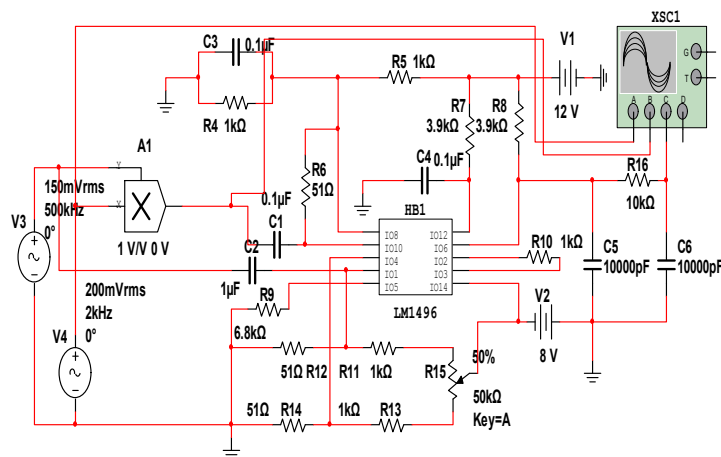 XSC1
G
T
A B C D
C3
0.1µF
R4 1kΩ
R5 1kΩ
V1
12 V
R7
3.9kΩ
R8
3.9kΩ
R16
10kΩ
A1
Y
X
1 V/V 0 V
150mVrms
500kHz
0°
V3
200mVrms
2kHz
0°
V4
R6
51Ω
0.1µF
C1
C2
1µF
C4
0.1µF
HB1
IO8
IO10
IO4
IO1
IO5
IO12
IO6
IO2
IO3
IO14
LM1496
R10 1kΩ
C5
10000pF
C6
10000pF
R9
6.8kΩ
V2
8 V
51Ω R12
R11
1kΩ
R15
50%
50kΩ
Key=A
51Ω
R14
1kΩ
R13